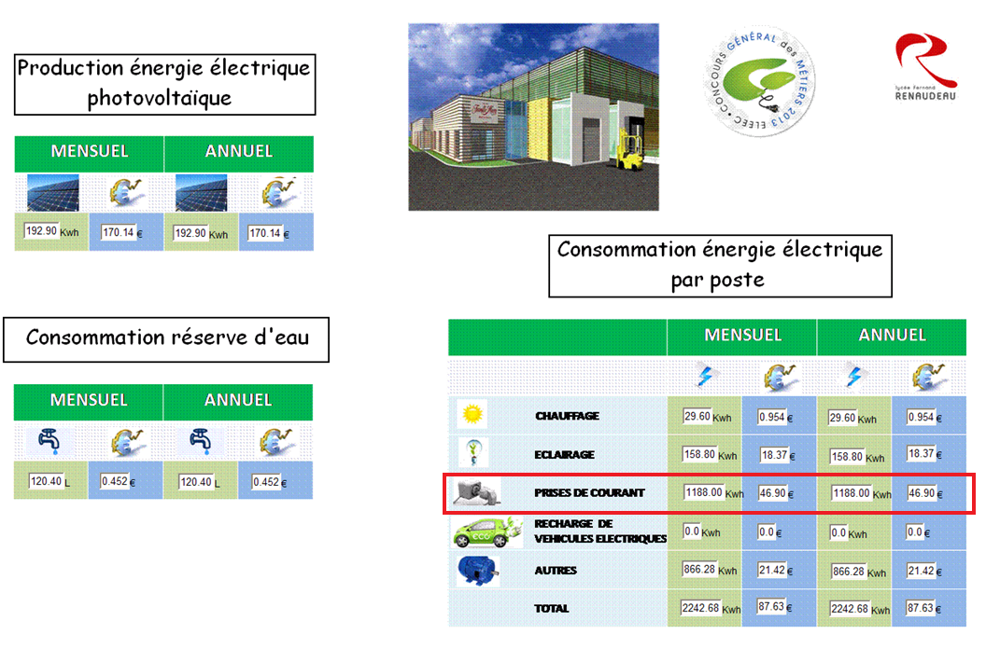 Production énergie électrique
photovoltaïque
MENSUEL ANNUEL
192.90 Kwh 170.14 € 192.90 Kwh 170.14 €
CONCOURS GÉNÉRAL des MÉTIERS 2013 ELEEC •
lycée Fernand
RENAUDEAU
Consommation réserve d'eau
MENSUEL ANNUEL
120.40 L 0.452 € 120.40 L 0.452 €
Consommation énergie électrique
par poste
MENSUEL ANNUEL
CHAUFFAGE 29.60 Kwh 0.954 € 29.60 Kwh 0.954 €
ECLAIRAGE 158.80 Kwh 18.37 € 158.80 Kwh 18.37 €
PRISES DE COURANT 1188.00 Kwh 46.90 € 1188.00 Kwh 46.90 €
eco
RECHARGE DE
VEHICULES ELECTRIQUES 0.0 Kwh 0.0 € 0.0 Kwh 0.0 €
AUTRES 866.28 Kwh 21.42 € 866.28 Kwh 21.42 €
TOTAL 2242.68 Kwh 87.63 € 2242.68 Kwh 87.63 €